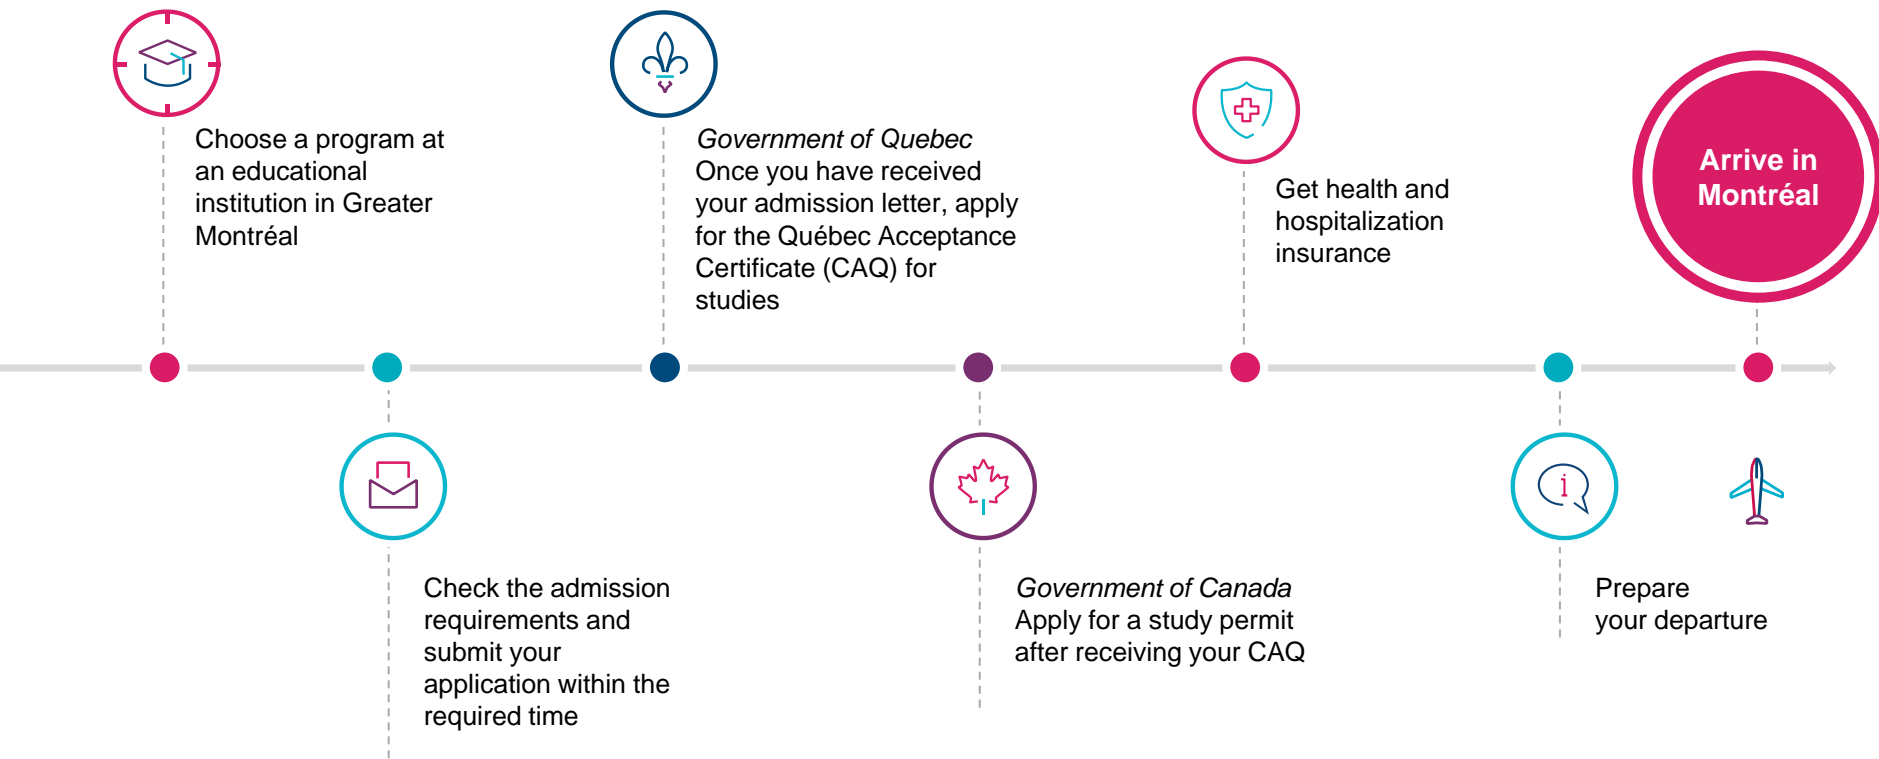 Choose a program at
an educational
institution in Greater
Montréal
Check the admission
requirements and
submit your
application within the
required time
Government of Quebec
Once you have received
your admission letter, apply
for the Québec Acceptance
Certificate (CAQ) for
studies
Government of Canada
Apply for a study permit
after receiving your CAQ
Get health and
hospitalization
insurance
i
Prepare
your departure
Arrive in
Montréal